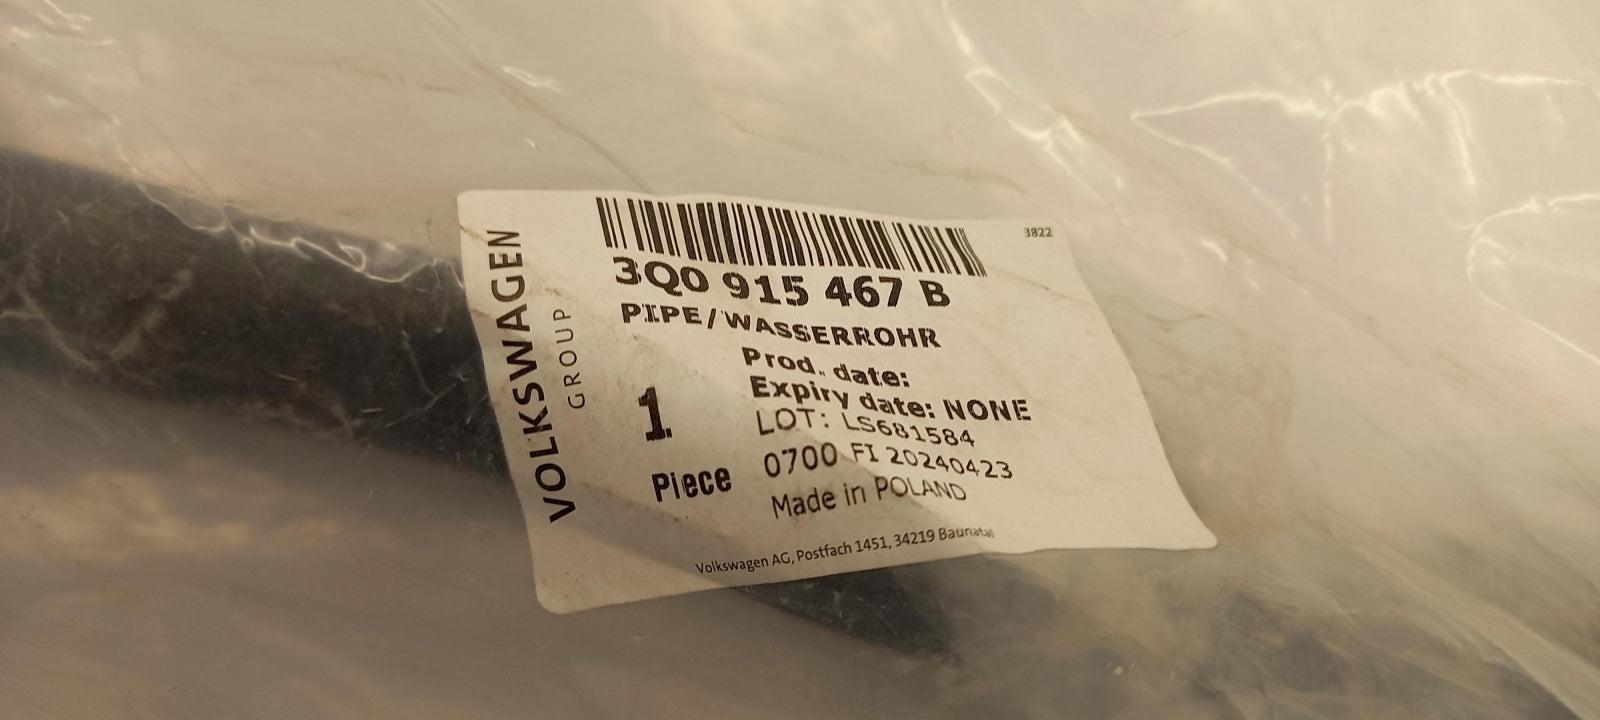 VOLKSWAGEN
GROUP
3822
3Q0 915 467 B
PIPE/WASSERROHR
Prod. date:
Expiry date: NONE
LOT: LS681584
1
Piece
0700 FI 20240423
Made in POLAND
Volkswagen AG, Postfach 1451, 34219 Baunatal